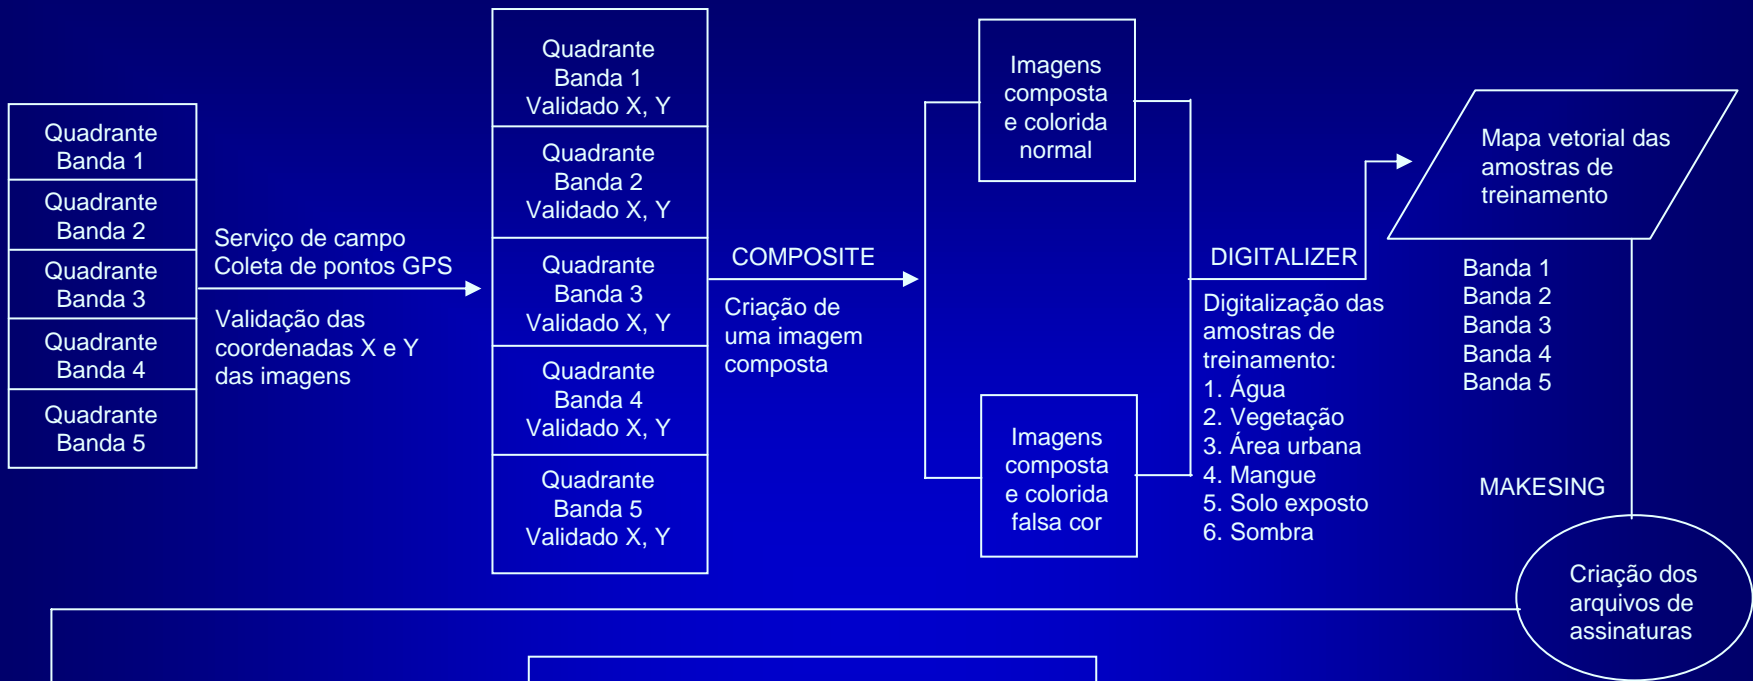 Quadrante
Banda 1
Quadrante
Banda 2
Quadrante
Banda 3
Quadrante
Banda 4
Quadrante
Banda 5
Serviço de campo
Coleta de pontos GPS
Validação das
coordenadas X e Y
das imagens
Quadrante
Banda 1
Validado X, Y
Quadrante
Banda 2
Validado X, Y
Quadrante
Banda 3
Validado X, Y
Quadrante
Banda 4
Validado X, Y
Quadrante
Banda 5
Validado X, Y
COMPOSITE
Criação de
uma imagem
composta
Imagens
composta
e colorida
normal
Imagens
composta
e colorida
falsa cor
DIGITALIZER
Digitalização das
amostras de
treinamento:
1. Água
2. Vegetação
3. Área urbana
4. Mangue
5. Solo exposto
6. Sombra
Mapa vetorial das
amostras de
treinamento
Banda 1
Banda 2
Banda 3
Banda 4
Banda 5
MAKESING
Criação dos
arquivos de
assinaturas